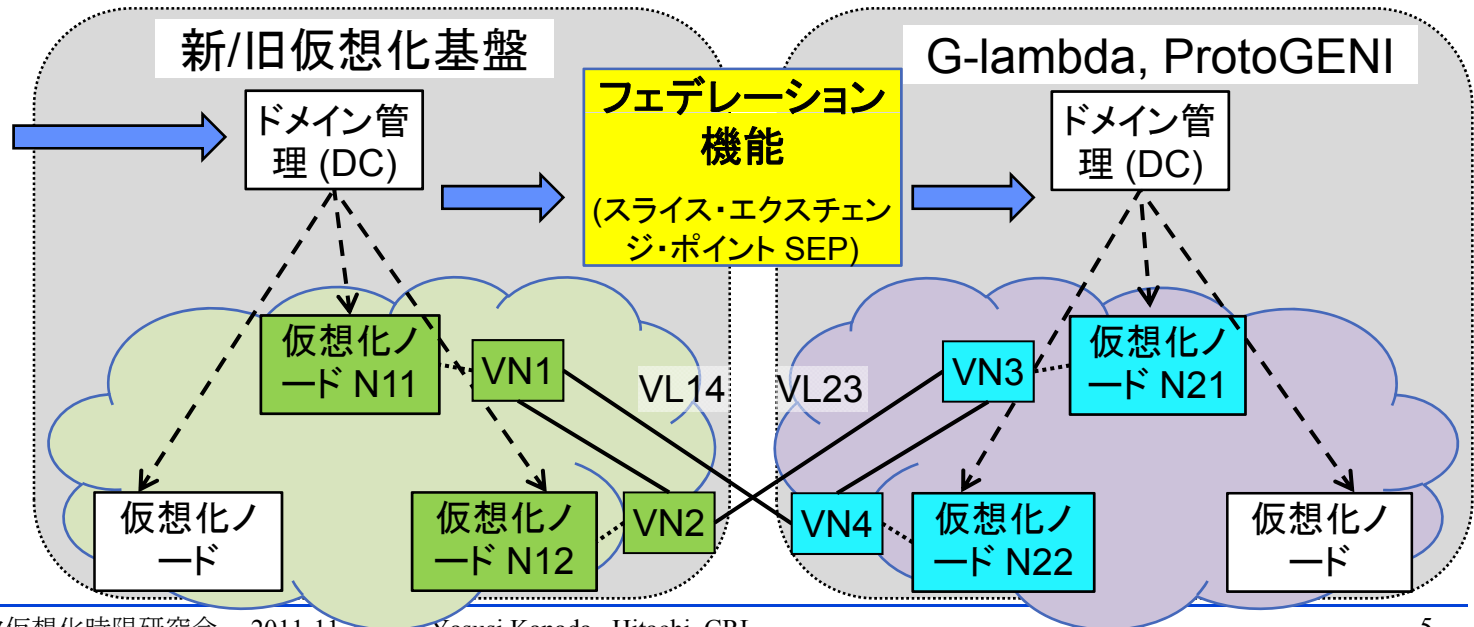 新/旧仮想化基盤
G-lambda, ProtoGENI
フェデレーション
機能
(スライス・エクスチェン
ジ・ポイント SEP)
ドメイン管
理 (DC)
ドメイン管
理 (DC)
仮想化ノ
ード N11
VN1
VL14
VL23
VN3
仮想化ノ
ード N21
仮想化ノ
ード
仮想化ノ
ード N12
VN2
VN4
仮想化ノ
ード N22
仮想化ノ
ード
5